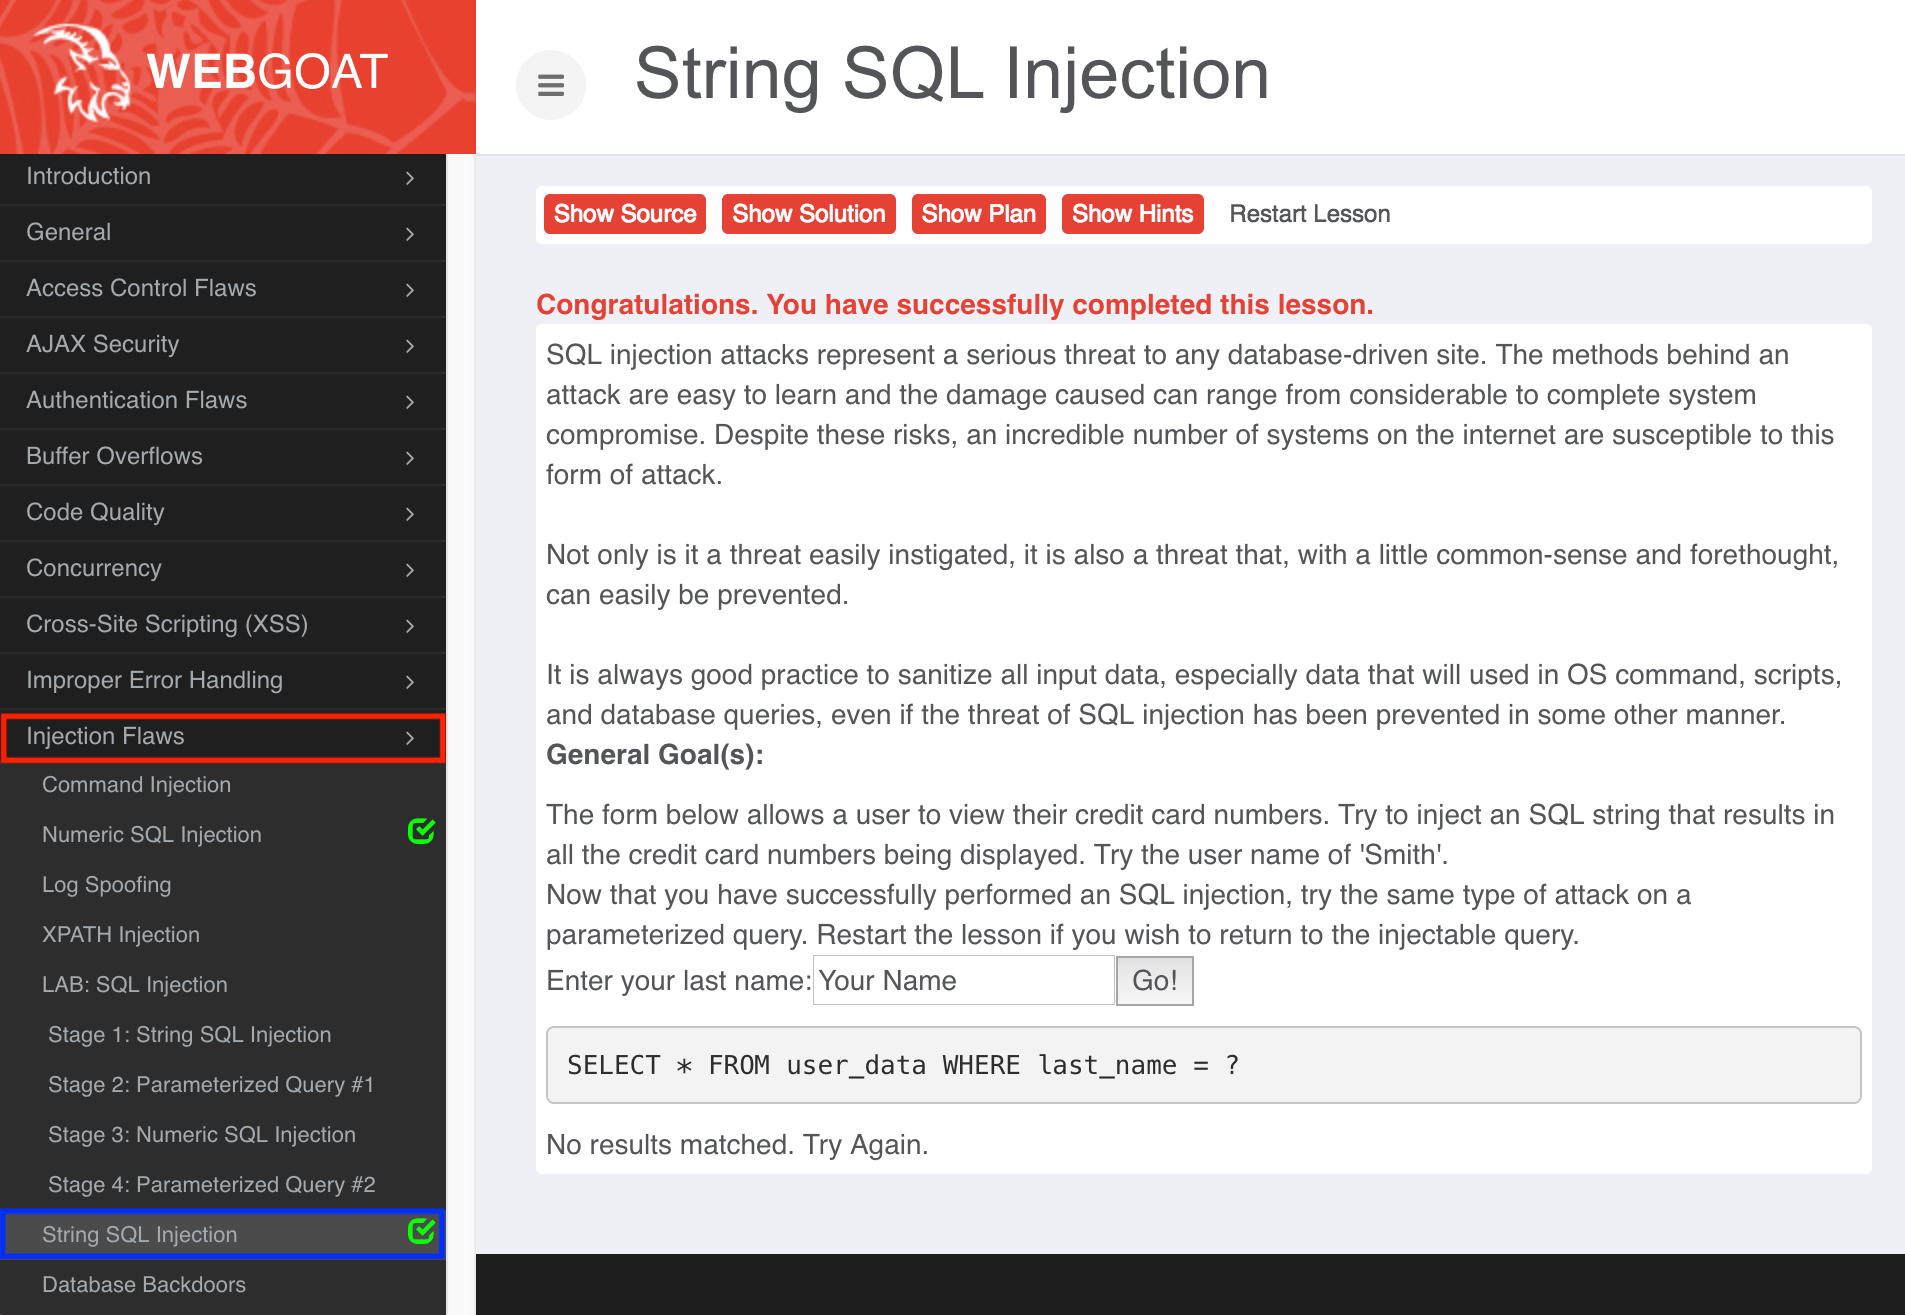 WEBGOAT
String SQL Injection
Introduction
General
Access Control Flaws
AJAX Security
Authentication Flaws
Buffer Overflows
Code Quality
Concurrency
Cross-Site Scripting (XSS)
Improper Error Handling
Injection Flaws
Command Injection
Numeric SQL Injection
Log Spoofing
XPATH Injection
LAB: SQL Injection
Stage 1: String SQL Injection
Stage 2: Parameterized Query #1
Stage 3: Numeric SQL Injection
Stage 4: Parameterized Query #2
String SQL Injection
Database Backdoors
Show Source Show Solution Show Plan Show Hints Restart Lesson
Congratulations. You have successfully completed this lesson.
SQL injection attacks represent a serious threat to any database-driven site. The methods behind an
attack are easy to learn and the damage caused can range from considerable to complete system
compromise. Despite these risks, an incredible number of systems on the internet are susceptible to this
form of attack.
Not only is it a threat easily instigated, it is also a threat that, with a little common-sense and forethought,
can easily be prevented.
It is always good practice to sanitize all input data, especially data that will used in OS command, scripts,
and database queries, even if the threat of SQL injection has been prevented in some other manner.
General Goal(s):
The form below allows a user to view their credit card numbers. Try to inject an SQL string that results in
all the credit card numbers being displayed. Try the user name of 'Smith'.
Now that you have successfully performed an SQL injection, try the same type of attack on a
parameterized query. Restart the lesson if you wish to return to the injectable query.
Enter your last name: Your Name Go!
SELECT * FROM user_data WHERE last_name = ?
No results matched. Try Again.